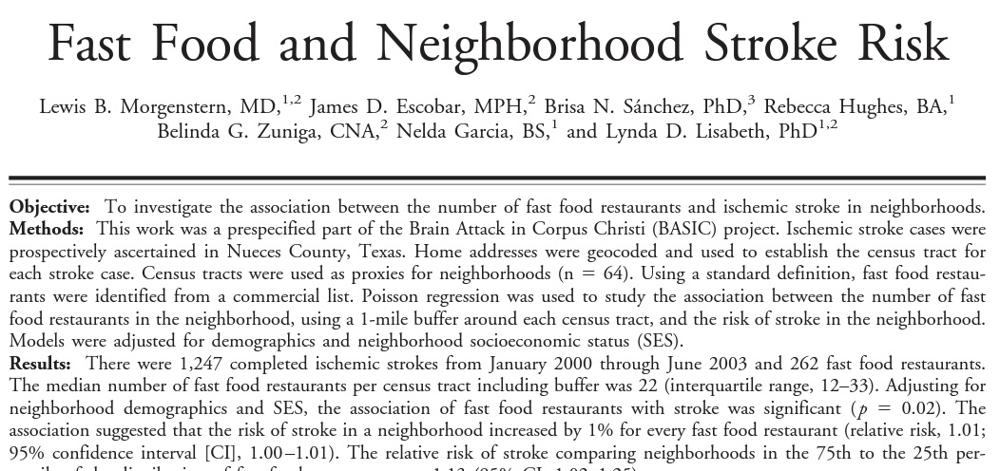 Fast Food and Neighborhood Stroke Risk
Lewis B. Morgenstern, MD,1,2 James D. Escobar, MPH,2 Brisa N. Sánchez, PhD,3 Rebecca Hughes, BA,1
Belinda G. Zuniga, CNA,2 Nelda Garcia, BS,1 and Lynda D. Lisabeth, PhD1,2
Objective: To investigate the association between the number of fast food restaurants and ischemic stroke in neighborhoods.
Methods: This work was a prespecified part of the Brain Attack in Corpus Christi (BASIC) project. Ischemic stroke cases were
prospectively ascertained in Nueces County, Texas. Home addresses were geocoded and used to establish the census tract for
each stroke case. Census tracts were used as proxies for neighborhoods (n = 64). Using a standard definition, fast food restau-
rants were identified from a commercial list. Poisson regression was used to study the association between the number of fast
food restaurants in the neighborhood, using a 1-mile buffer around each census tract, and the risk of stroke in the neighborhood.
Models were adjusted for demographics and neighborhood socioeconomic status (SES).
Results: There were 1,247 completed ischemic strokes from January 2000 through June 2003 and 262 fast food restaurants.
The median number of fast food restaurants per census tract including buffer was 22 (interquartile range, 12–33). Adjusting for
neighborhood demographics and SES, the association of fast food restaurants with stroke was significant (p = 0.02). The
association suggested that the risk of stroke in a neighborhood increased by 1% for every fast food restaurant (relative risk, 1.01;
95% confidence interval [CI], 1.00–1.01). The relative risk of stroke comparing neighborhoods in the 75th to the 25th per-